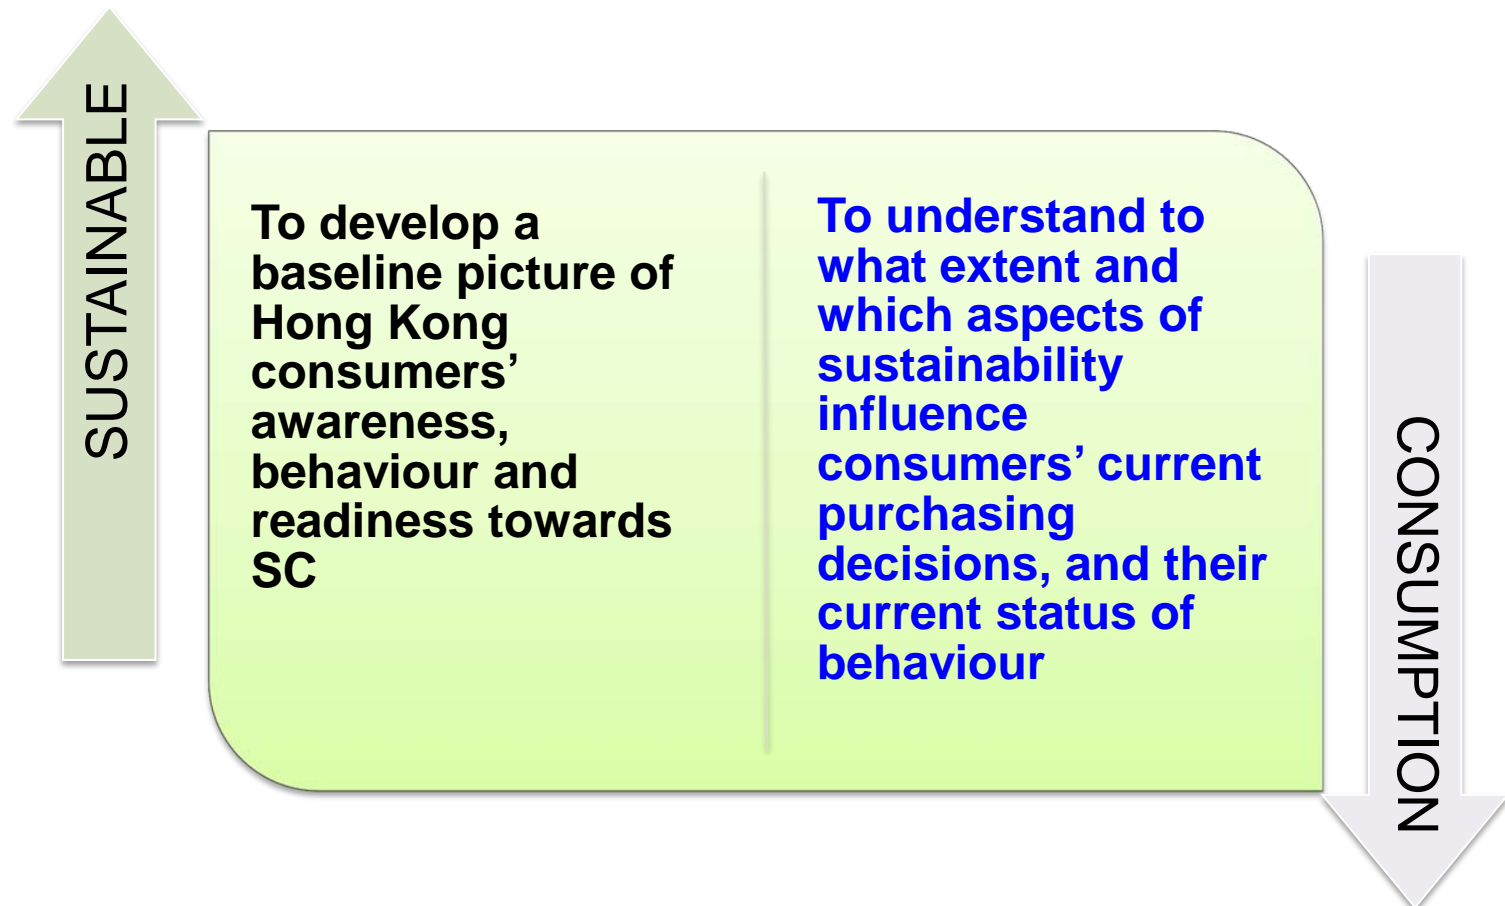 SUSTAINABLE
To develop a
baseline picture of
Hong Kong
consumers’
awareness,
behaviour and
readiness towards
SC
To understand to
what extent and
which aspects of
sustainability
influence
consumers’ current
purchasing
decisions, and their
current status of
behaviour
CONSUMPTION